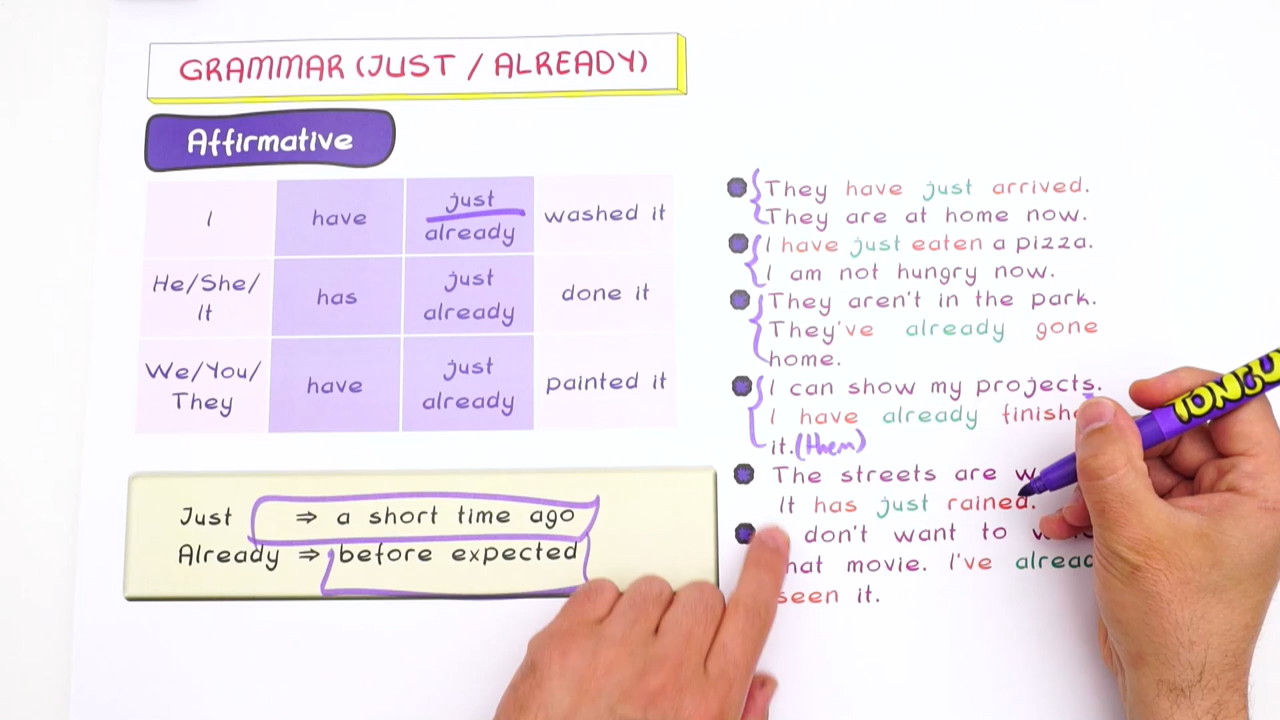 GRAMMAR (JUST / ALREADY)
Affirmative
I have just already washed it
He/She/It has just already done it
We/You/They have just already painted it
Just ⇒ a short time ago
Already ⇒ before expected
They have just arrived.
They are at home now.
I have just eaten a pizza.
I am not hungry now.
They aren't in the park.
They've already gone
home.
I can show my projects.
I have already
it. (them)
The streets are
It has just rained.
don't want to
movie. I've
seen it.